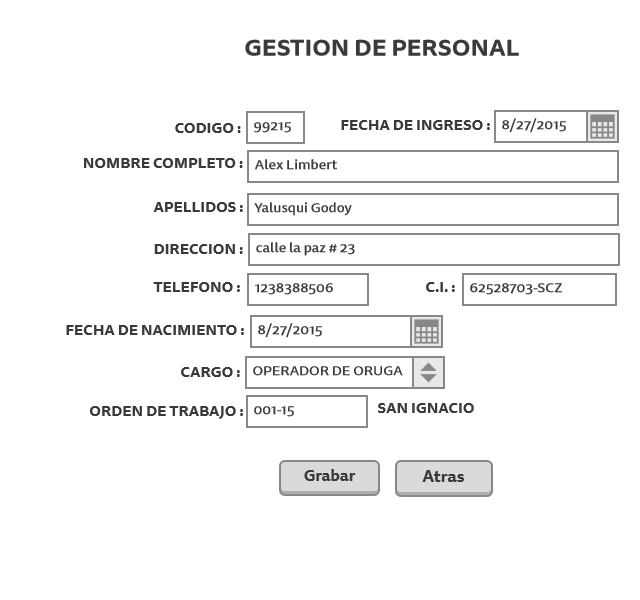 GESTION DE PERSONAL
CODIGO : 99215 FECHA DE INGRESO : 8/27/2015
NOMBRE COMPLETO : Alex Limbert
APELLIDOS : Yalusqui Godoy
DIRECCION : calle la paz # 23
TELEFONO : 1238388506 C.I. : 62528703-SCZ
FECHA DE NACIMIENTO : 8/27/2015
CARGO : OPERADOR DE ORUGA
ORDEN DE TRABAJO : 001-15 SAN IGNACIO
Grabar Atras